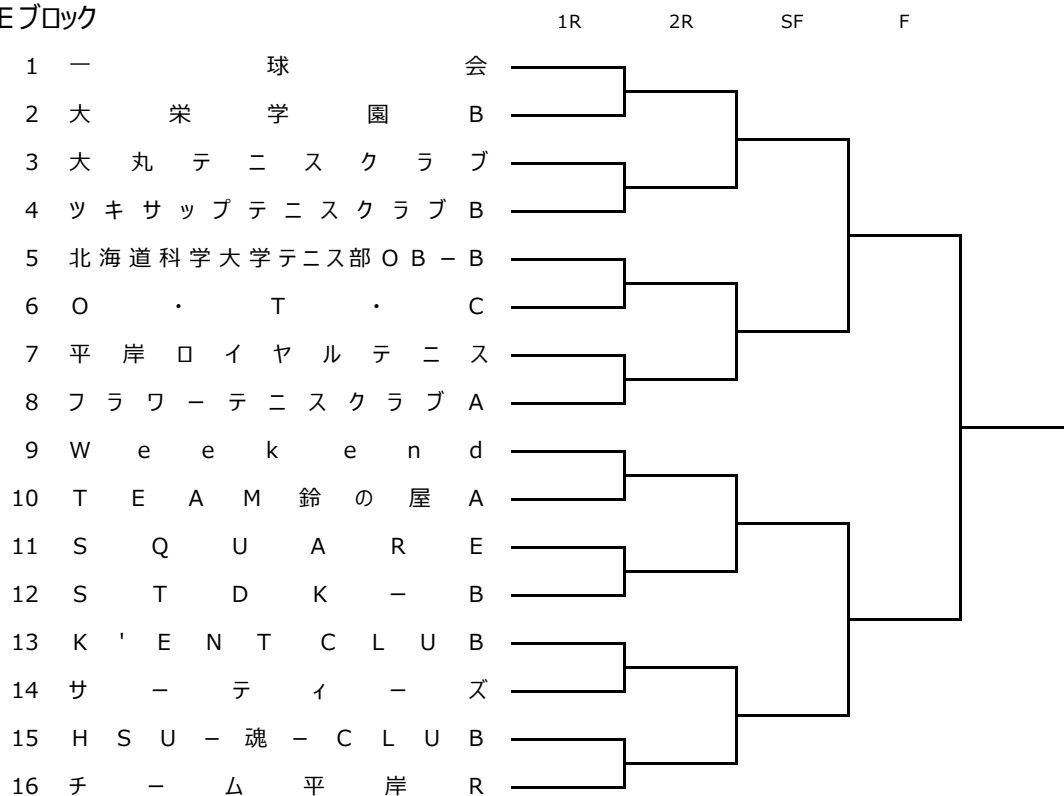 Eブロック 1R 2R SF F
1 一球会
2 大栄学園B
3 大丸テニスクラブ
4 ツキサップテニスクラブB
5 北海道科学大学テニス部OB-B
6 O・T・C
7 平岸ロイヤルテニス
8 フラワーテニスクラブA
9 Weekend
10 TEAM鈴の屋A
11 SQUARE
12 STDK-B
13 K'ENT CLUB
14 サーティーズ
15 HSU-魂-CLUB
16 チーム平岸R